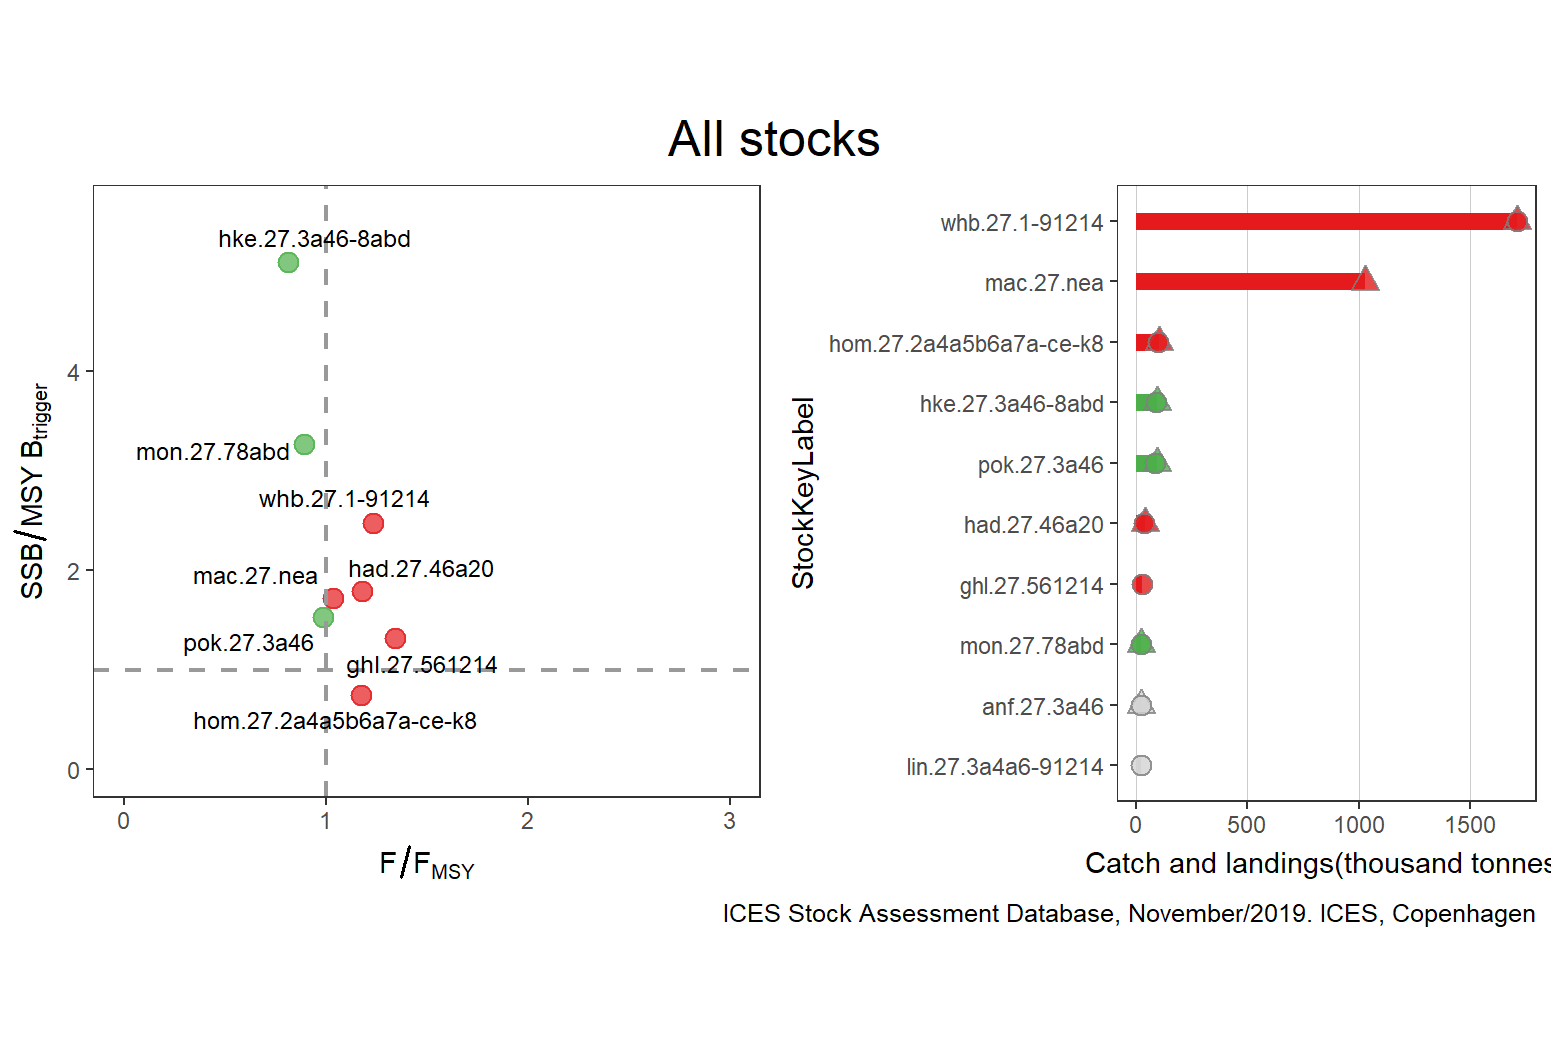 All stocks
hke.27.3a46-8abd
mon.27.78abd
whb.27.1-91214
had.27.46a20
mac.27.nea
pok.27.3a46
ghl.27.561214
hom.27.2a4a5b6a7a-ce-k8
SSB/MSY Btrigger
4
2
0
0 1 2 3
F/FMSY
StockKeyLabel
whb.27.1-91214
mac.27.nea
hom.27.2a4a5b6a7a-ce-k8
hke.27.3a46-8abd
pok.27.3a46
had.27.46a20
ghl.27.561214
mon.27.78abd
anf.27.3a46
lin.27.3a4a6-91214
0 500 1000 1500
Catch and landings(thousand tonnes
ICES Stock Assessment Database, November/2019. ICES, Copenhagen